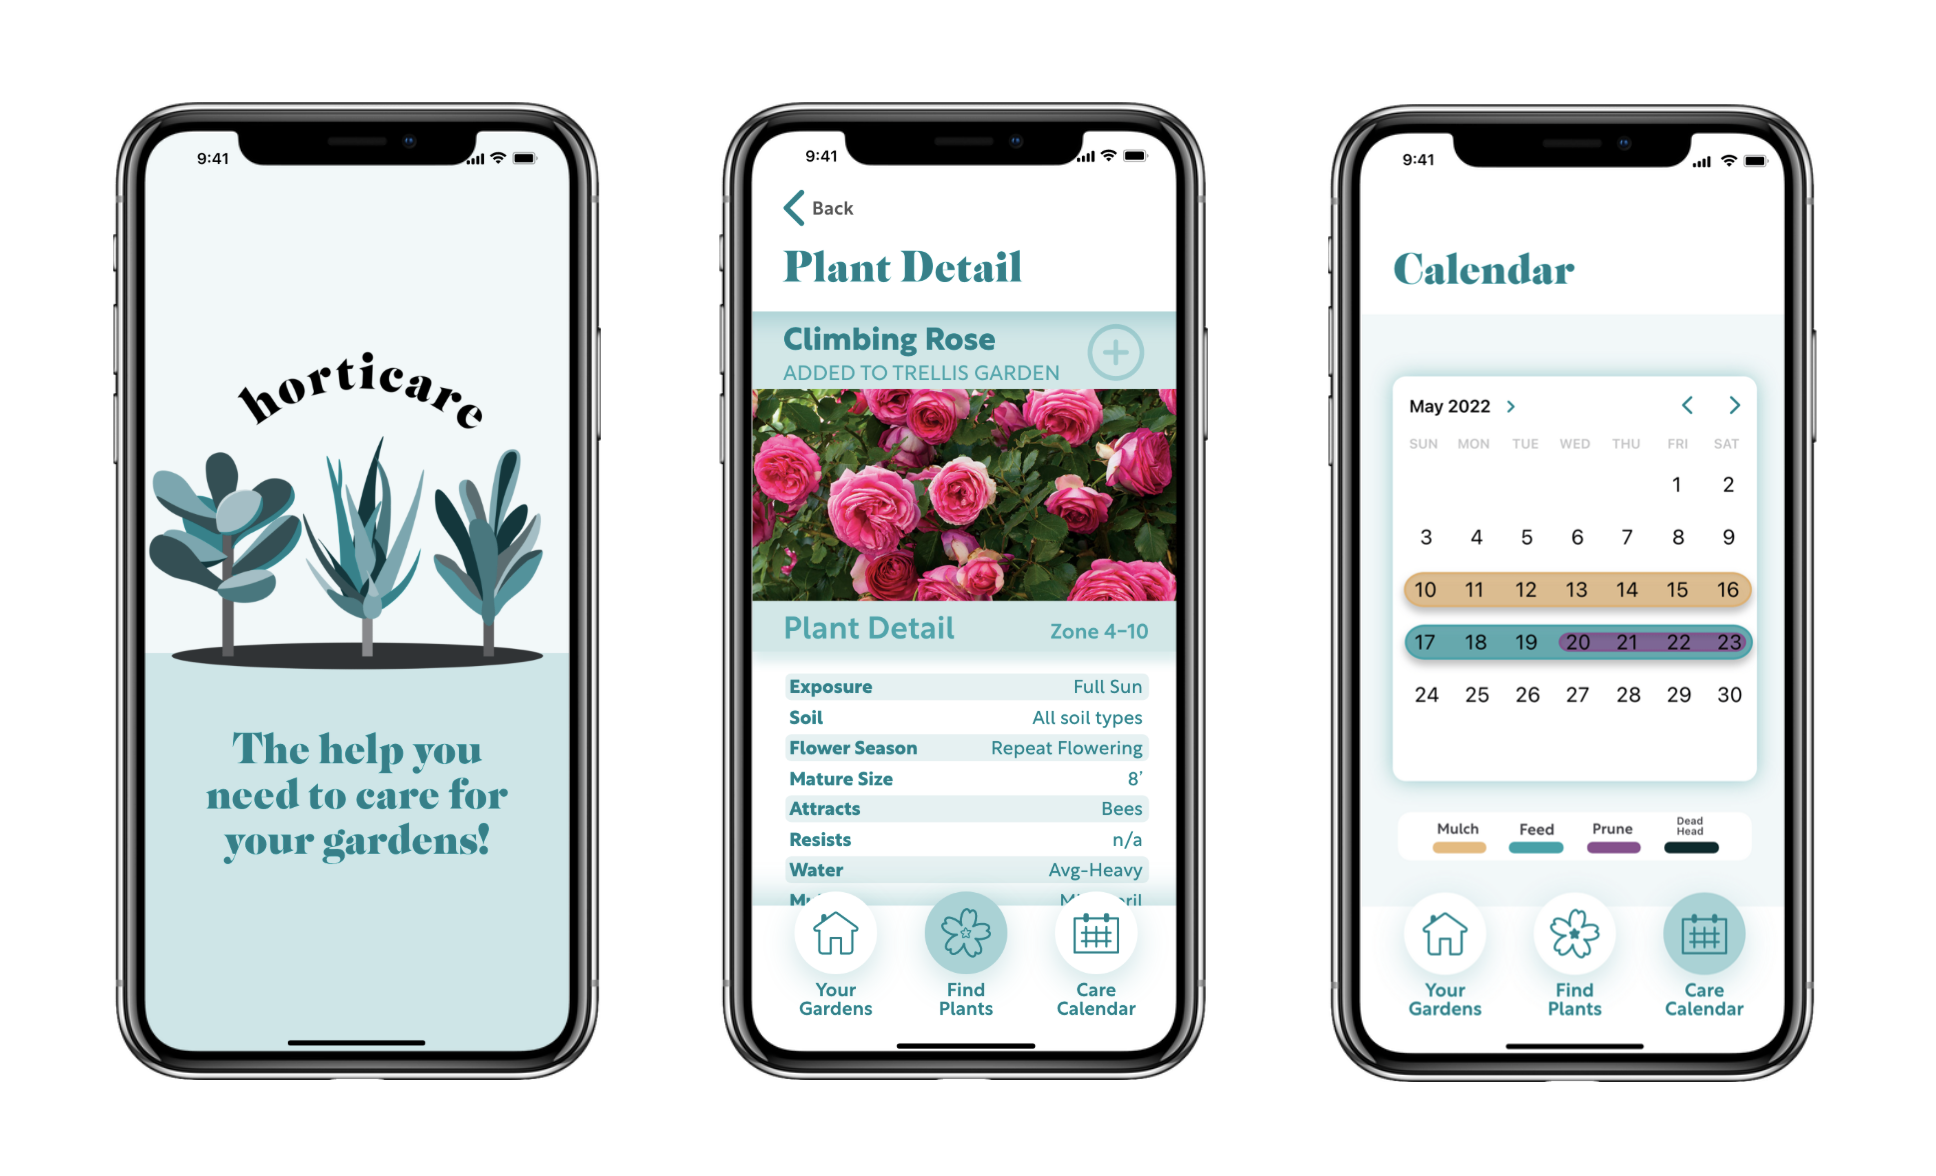 9:41
horticare
The help you
need to care for
your gardens!
9:41
Back
Plant Detail
Climbing Rose
ADDED TO TRELLIS GARDEN
Plant Detail Zone 4-10
Exposure Full Sun
Soil All soil types
Flower Season Repeat Flowering
Mature Size 8'
Attracts Bees
Resists n/a
Water Avg-Heavy
Your Gardens
Find Plants
Care Calendar
9:41
Calendar
May 2022
SUN MON TUE WED THU FRI SAT
1 2
3 4 5 6 7 8 9
10 11 12 13 14 15 16
17 18 19 20 21 22 23
24 25 26 27 28 29 30
Mulch Feed Prune Dead Head
Your Gardens
Find Plants
Care Calendar